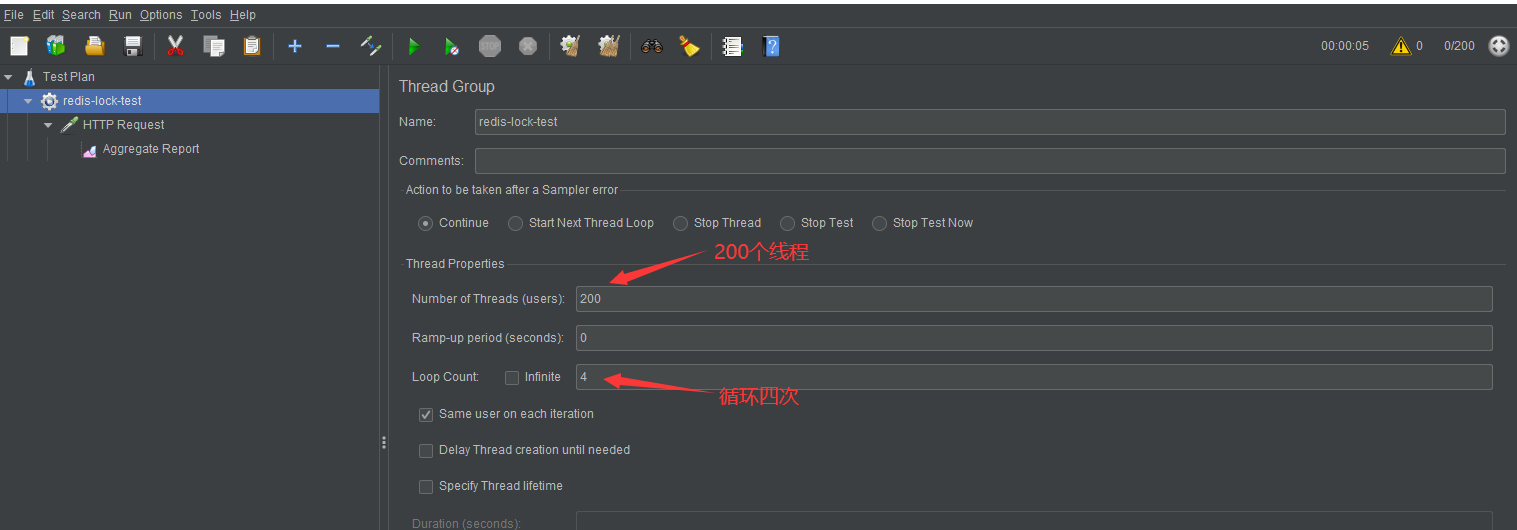 File Edit Search Run Options Tools Help
STOP
00:00:05 0 0/200
Test Plan
redis-lock-test
HTTP Request
Aggregate Report
Thread Group
Name: redis-lock-test
Comments:
Action to be taken after a Sampler error
Continue Start Next Thread Loop Stop Thread Stop Test Stop Test Now
200个线程
Thread Properties
Number of Threads (users): 200
Ramp-up period (seconds): 0
Loop Count: Infinite 4
循环四次
Same user on each iteration
Delay Thread creation until needed
Specify Thread lifetime
Duration (seconds):